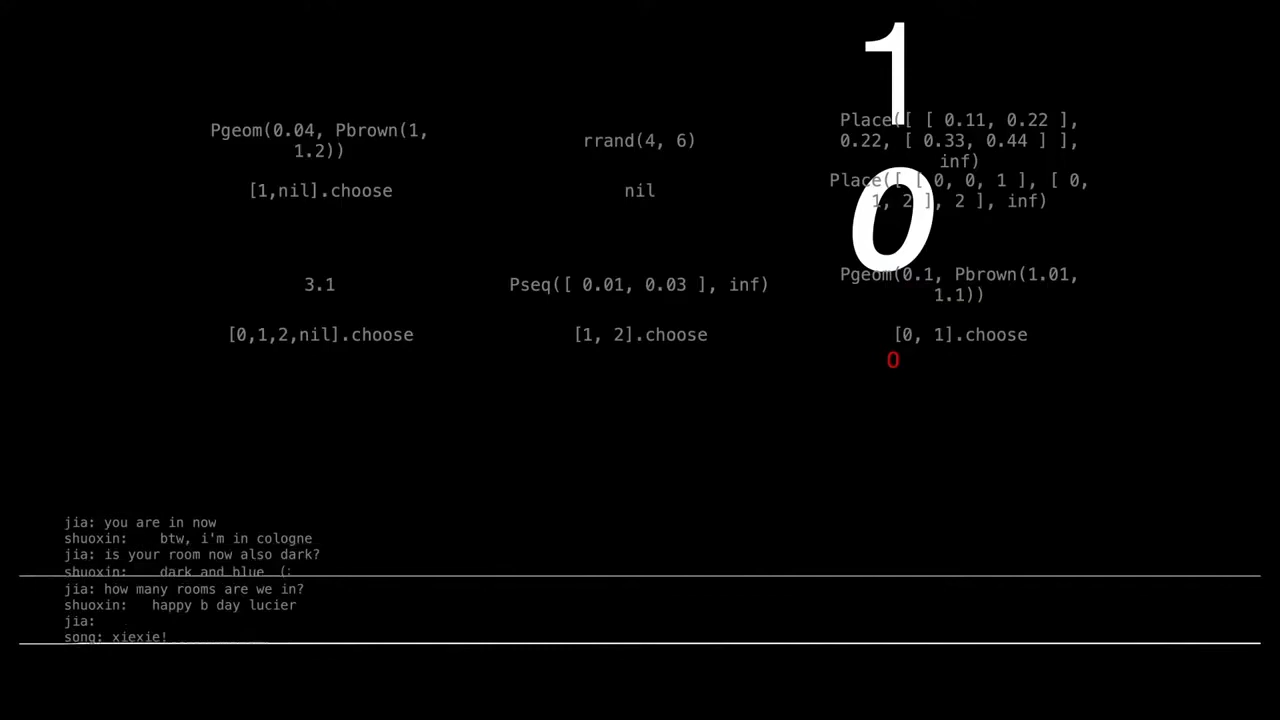 1
Pgeom(0.04, Pbrown(1,
1.2))
rrand(4, 6)
Place([ [ 0.11, 0.22 ],
0.22, [ 0.33, 0.44 ] ],
inf)
[1,nil].choose
nil
Place([ [ 0, 0, 1 ], [ 0,
1, 2 ], 2 ], inf)
0
3.1
Pseq([ 0.01, 0.03 ], inf)
Pgeom(0.1, Pbrown(1.01,
1.1))
[0,1,2,nil].choose
[1, 2].choose
[0, 1].choose
0
jia: you are in now
shuoxin:    btw, i'm in cologne
jia: is your room now also dark?
shuoxin:    dark and blue  (:
jia: how many rooms are we in?
shuoxin:   happy b day lucier
jia:
song: xiexie!